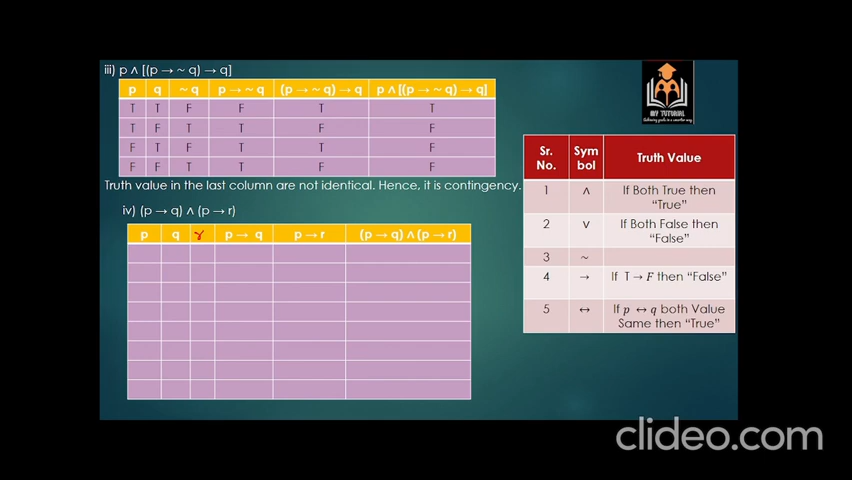 iii) p ∧ [(p → ~ q) → q]
p q ~ q p → ~ q (p → ~ q) → q p ∧ [(p → ~ q) → q]
T T F F T T
T F T T F F
F T F T T F
F F T T F F
Truth value in the last column are not identical. Hence, it is contingency.
iv) (p → q) ∧ (p → r)
p q r p → q p → r (p → q) ∧ (p → r)
MY TUTORIAL
Sr. No. Sym bol Truth Value
1 ∧ If Both True then
“True”
2 ∨ If Both False then
“False”
3 ~
4 → If T → F then “False”
5 ↔ If p ↔ q both Value
Same then “True”
clideo.com